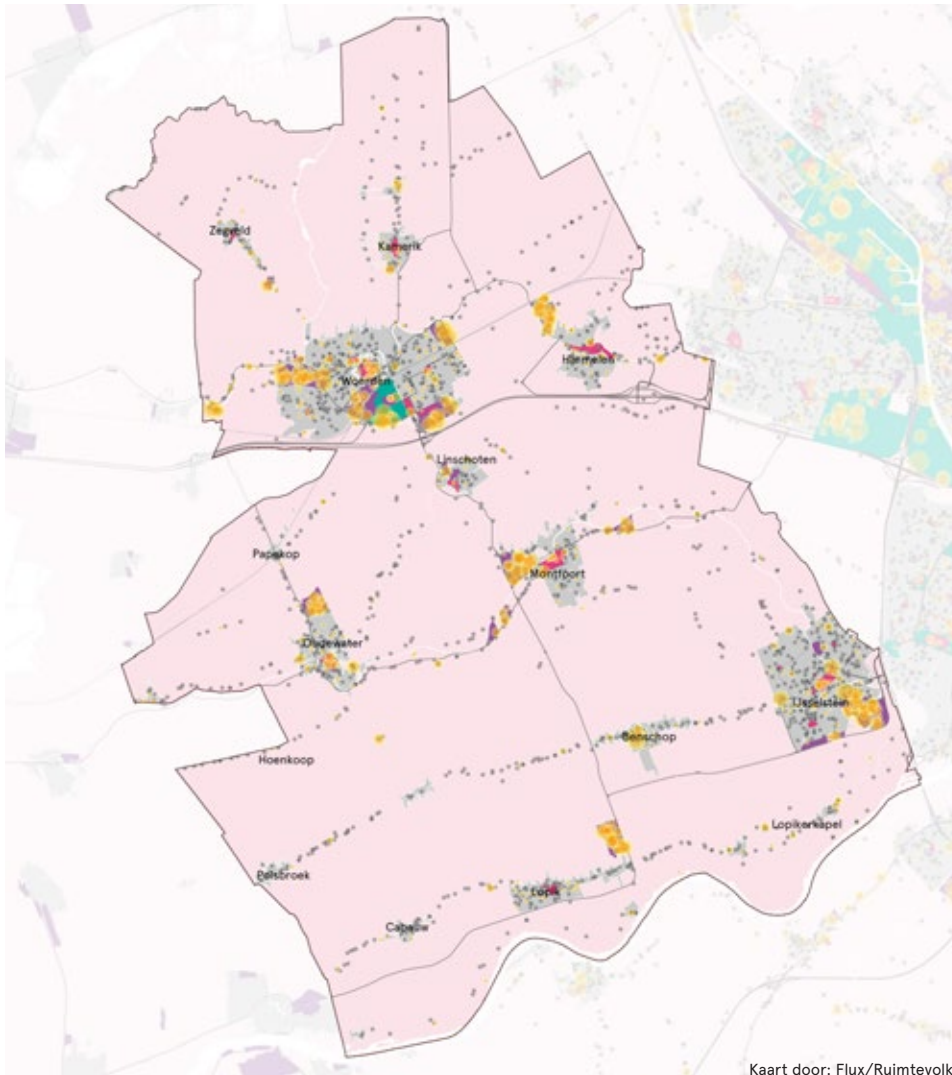 Zegveld
Kamerik
Woerden
Harmelen
Linschoten
Papekop
Montfoort
Oudewater
IJsselstein
Benschop
Hoenkoop
Lopikerkapel
Polsbroek
Lopik
Cabauw
Kaart door: Flux/Ruimtevolk